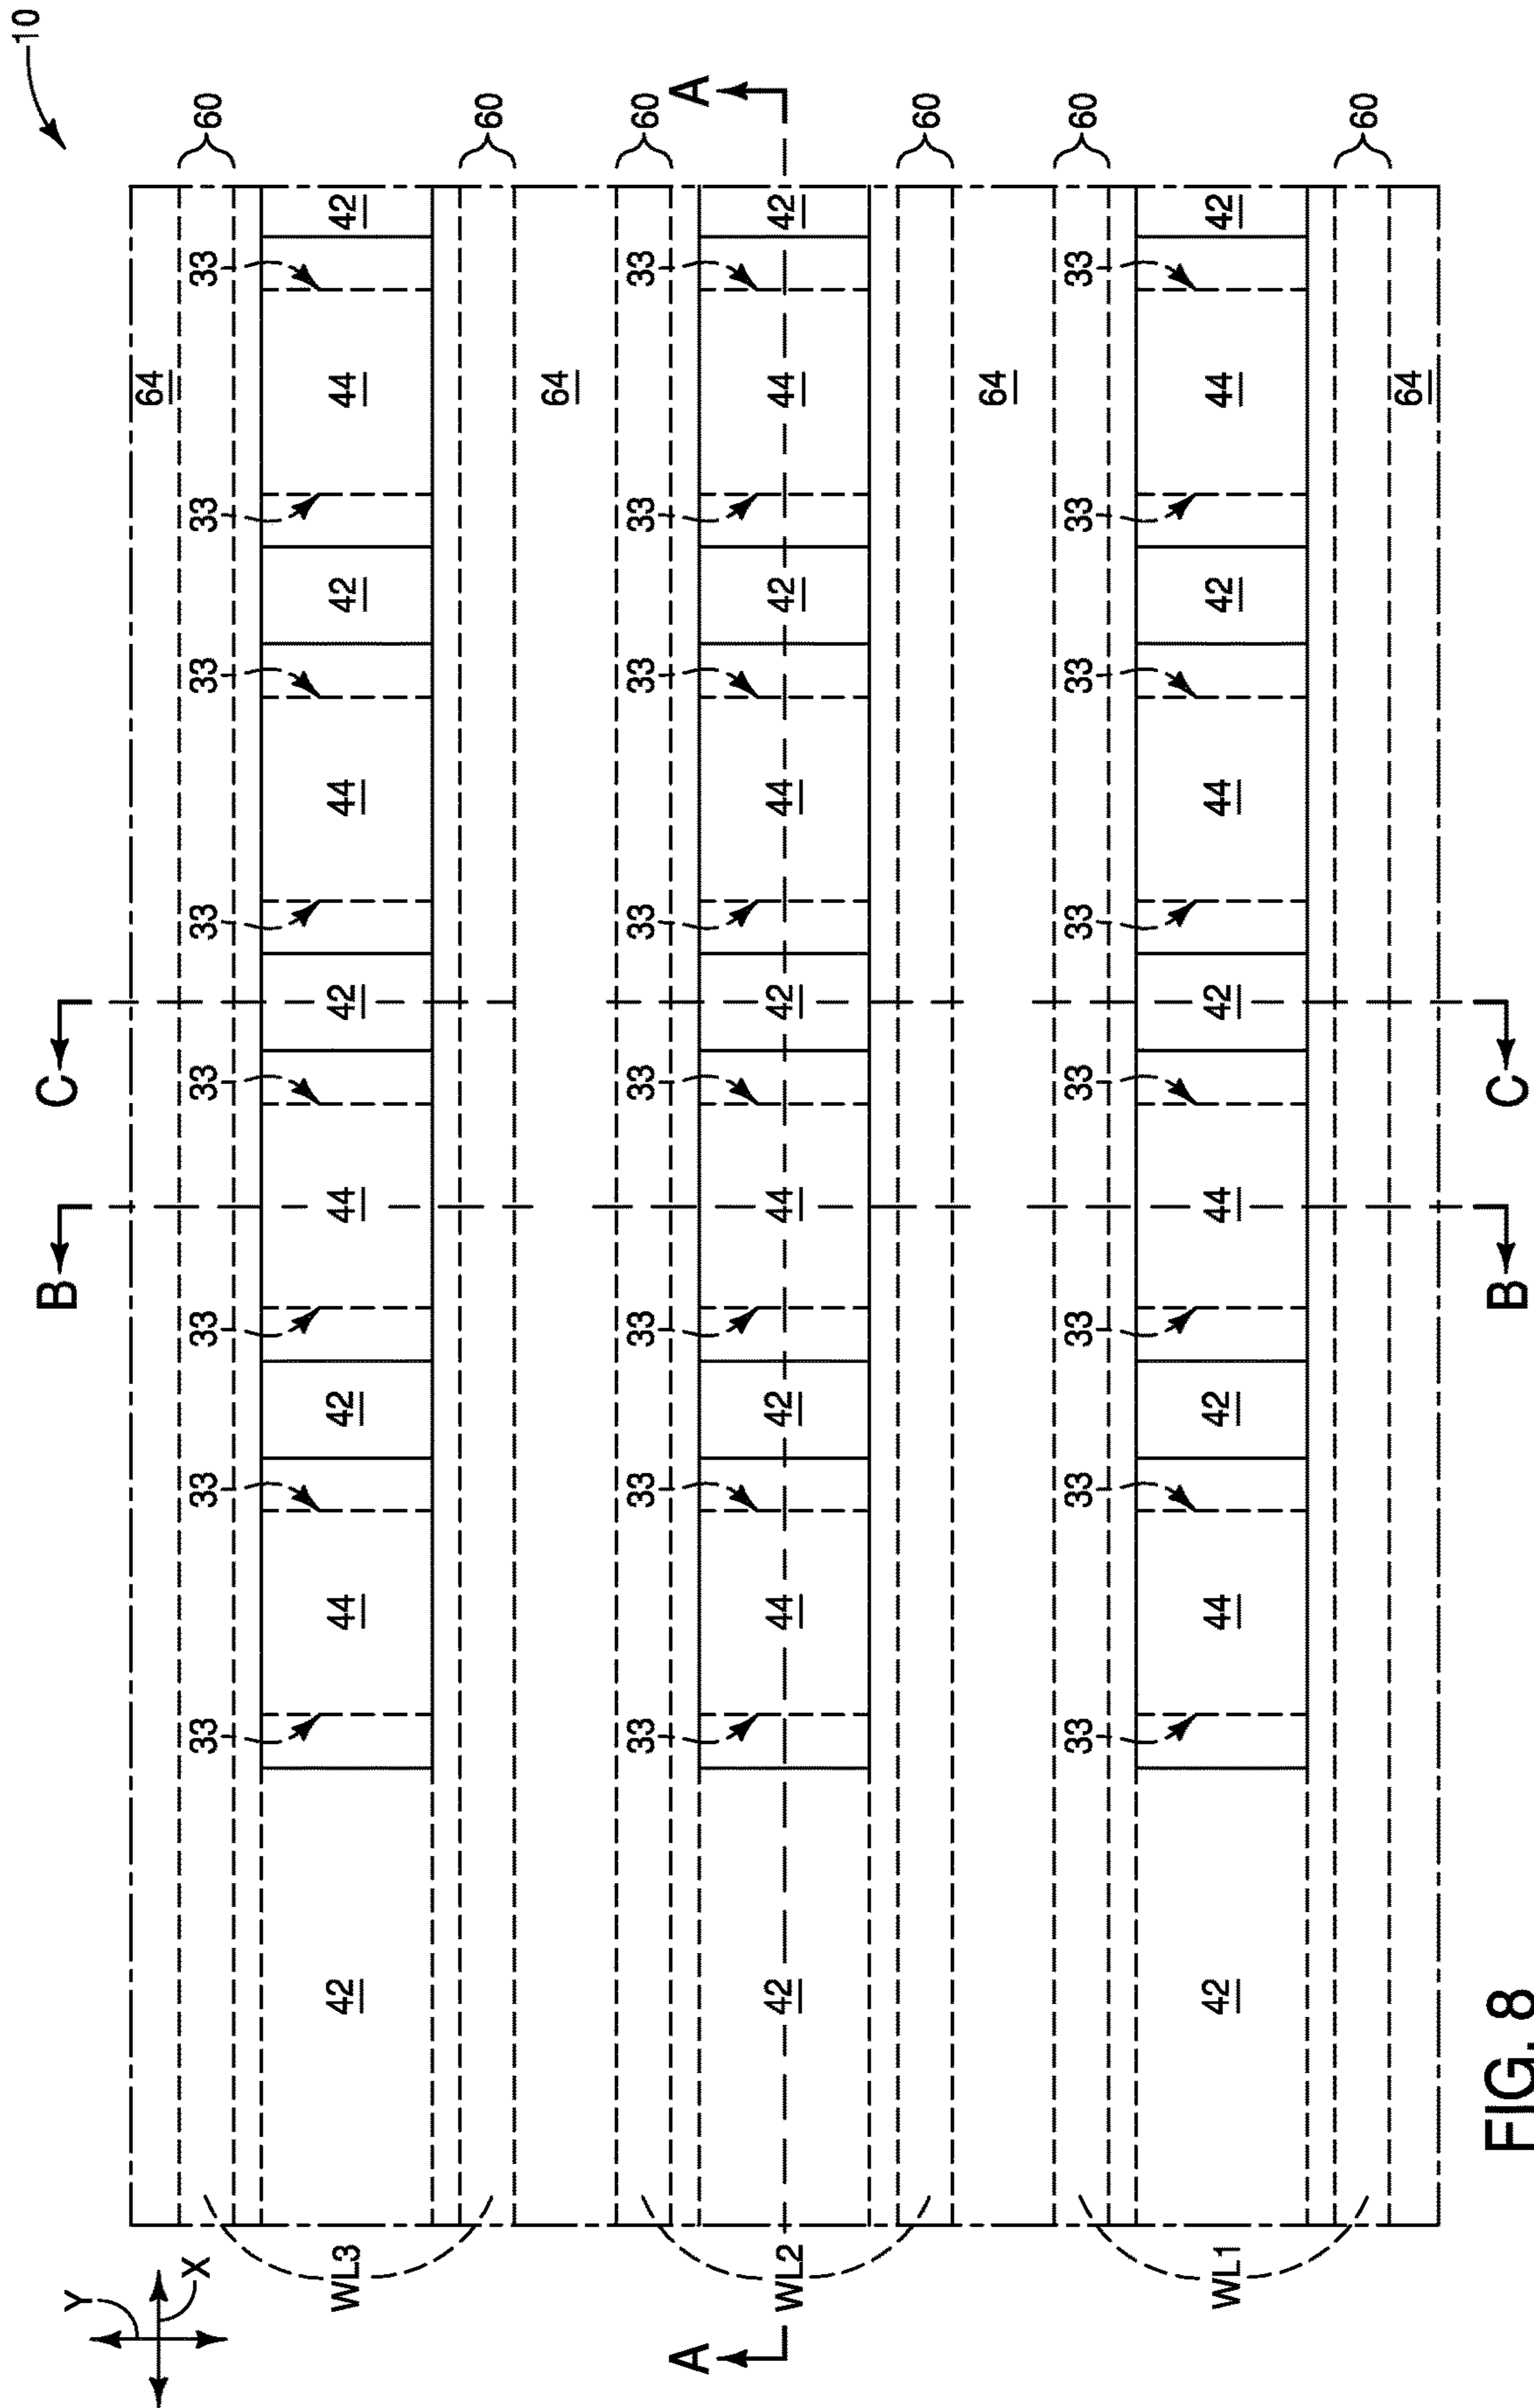 10
Y B C
64
X 33 33 33 33 33 33 33 33 60
WL3 42 44 42 44 42 44 42 44 42
60
64
33 33 33 33 33 33 33 33 60
A A
WL2 42 44 42 44 42 44 42 44 42
60
64
33 33 33 33 33 33 33 33 60
WL1 42 44 42 44 42 44 42 44 42
60
64
FIG. 8 B C